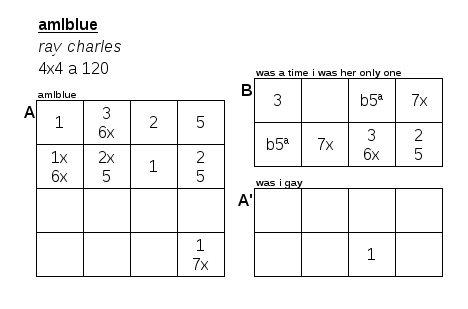 amlblue
ray charles
4x4 a 120
amlblue
A
1 3 2 5
6x
1x 2x 1 2
6x 5 5
1
7x
was a time i was her only one
B
3 b5ª 7x
b5ª 7x 3 2
6x 5
was i gay
A'
1